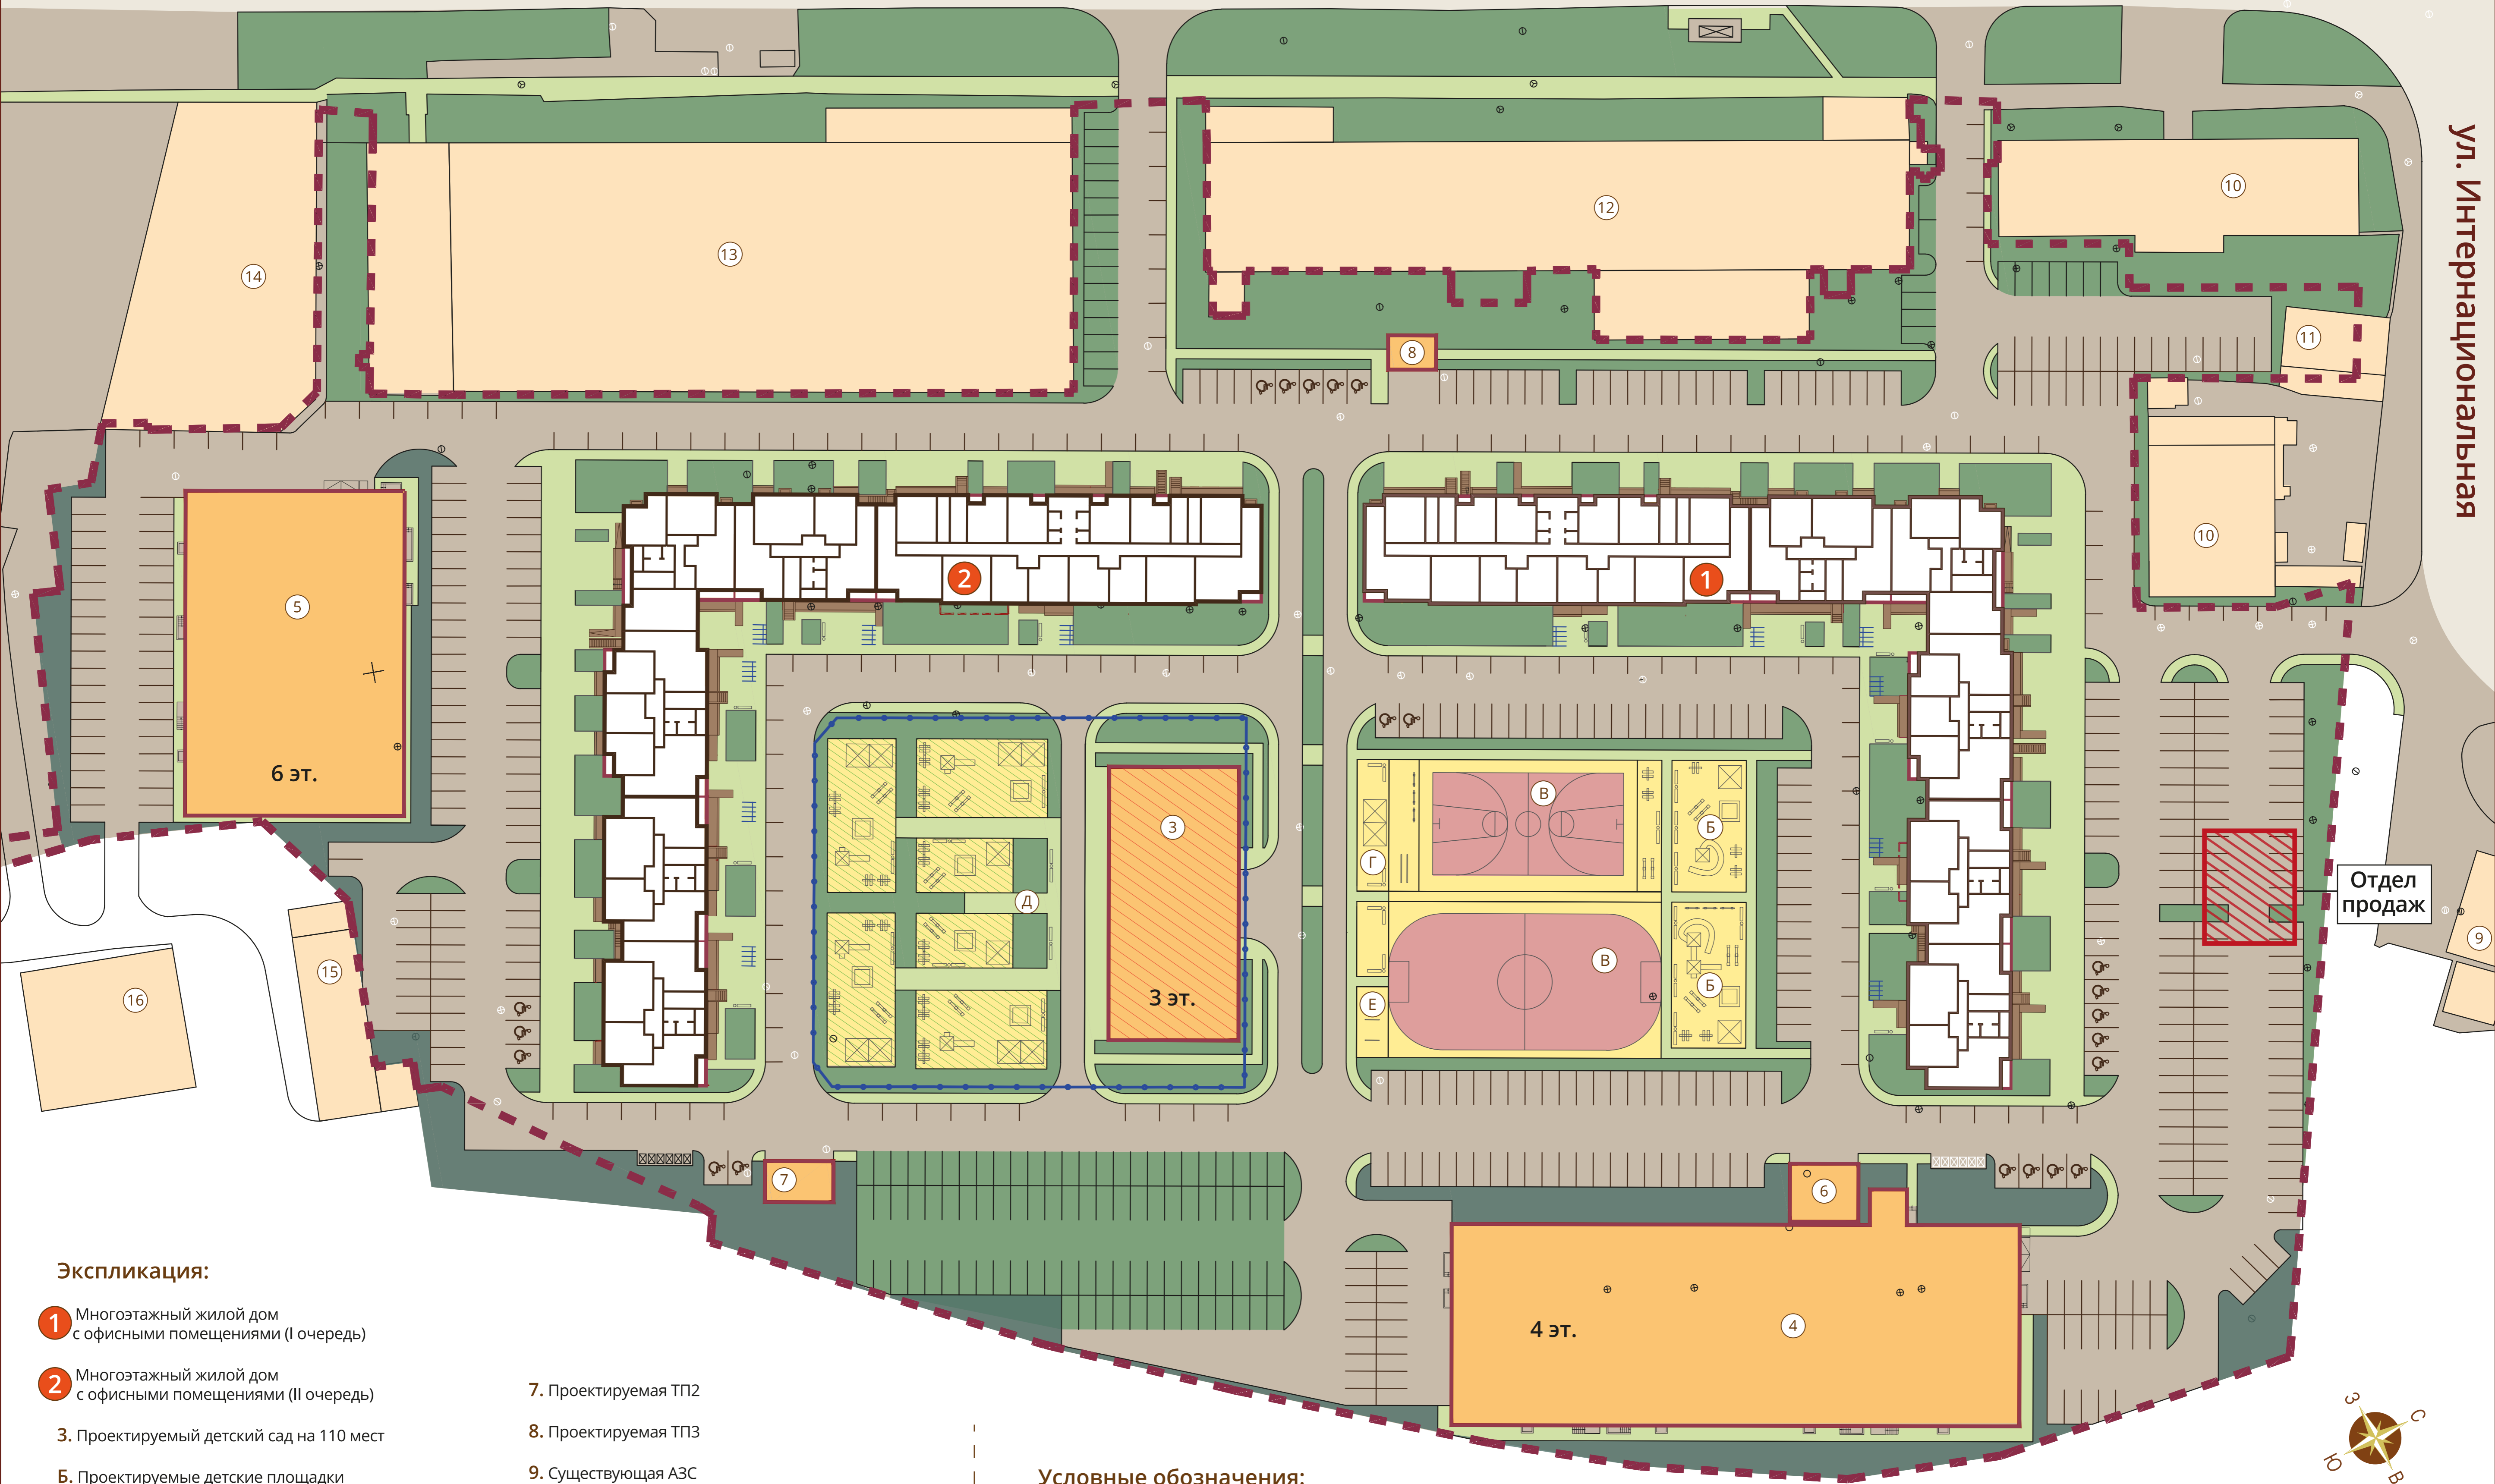 ул. Интернациональная
14
13
12
10
11
8
10
5
6 эт.
2
1
3
3 эт.
Д
В
Б
Г
В
Б
Е
Отдел
продаж
9
16
15
7
6
4 эт.
4
З
С
Ю
В
Экспликация:
1 Многоэтажный жилой дом
с офисными помещениями (I очередь)
2 Многоэтажный жилой дом
с офисными помещениями (II очередь)
3. Проектируемый детский сад на 110 мест
Б. Проектируемые детские площадки
7. Проектируемая ТП2
8. Проектируемая ТП3
9. Существующая АЗС
Условные обозначения: